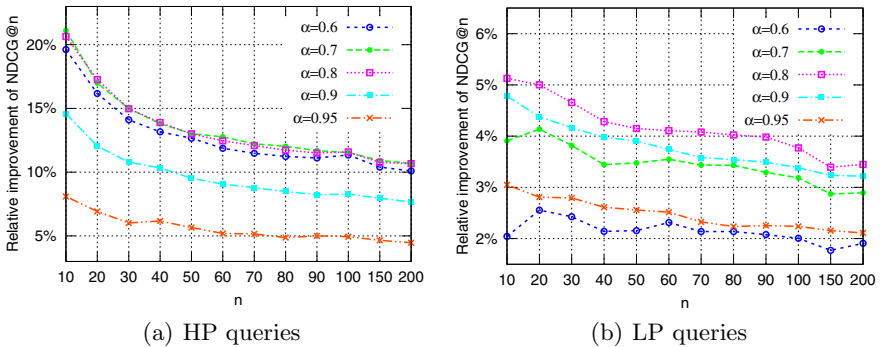 Relative improvement of NDCG@n
20%
15%
10%
5%
10 20 30 40 50 60 70 80 90 100 150 200
n
α=0.6
α=0.7
α=0.8
α=0.9
α=0.95
(a) HP queries
Relative improvement of NDCG@n
6%
5%
4%
3%
2%
10 20 30 40 50 60 70 80 90 100 150 200
n
α=0.6
α=0.7
α=0.8
α=0.9
α=0.95
(b) LP queries